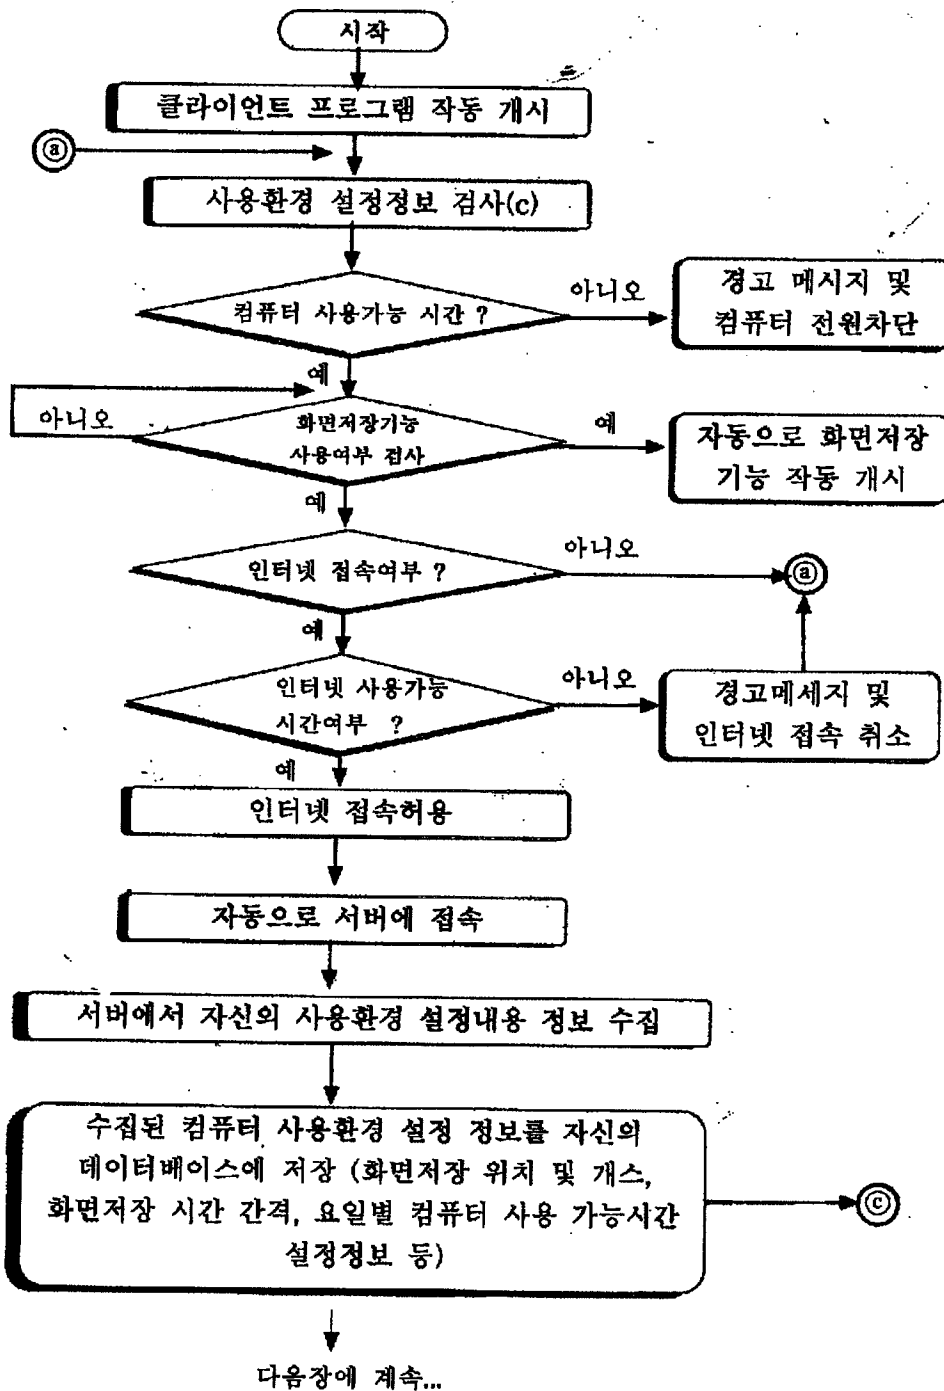 시작
클라이언트 프로그램 작동 개시
ⓐ
사용환경 설정정보 검사(c)
컴퓨터 사용가능 시간 ?
아니오
경고 메시지 및
컴퓨터 전원차단
예
아니오
화면저장기능
사용여부 검사
예
자동으로 화면저장
기능 작동 개시
예
인터넷 접속여부 ?
아니오
ⓐ
예
인터넷 사용가능
시간여부 ?
아니오
경고메세지 및
인터넷 접속 취소
예
인터넷 접속허용
자동으로 서버에 접속
서버에서 자신의 사용환경 설정내용 정보 수집
수집된 컴퓨터 사용환경 설정 정보를 자신의
데이터베이스에 저장 (화면저장 위치 및 개스,
화면저장 시간 간격, 요일별 컴퓨터 사용 가능시간
설정정보 등)
ⓒ
다음장에 계속...